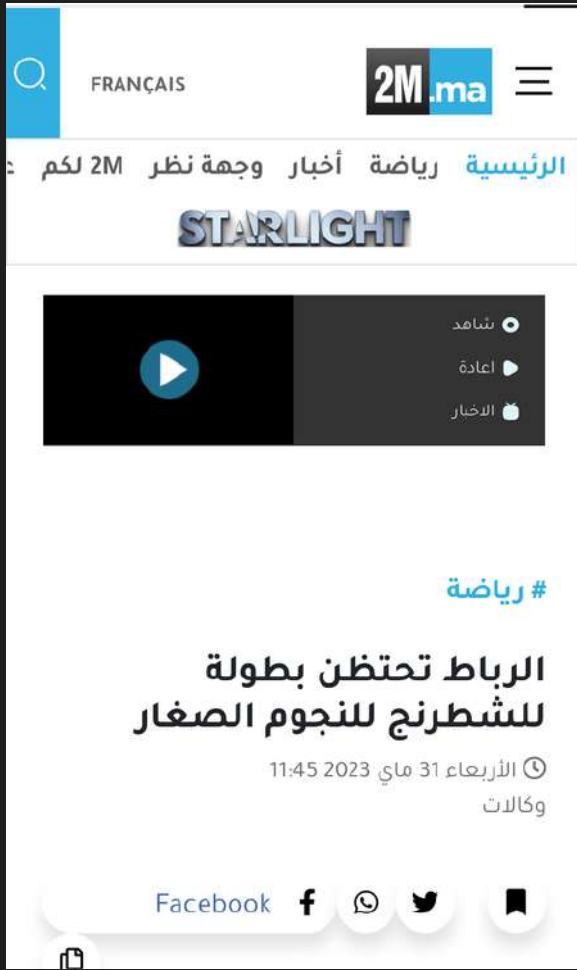 FRANÇAIS
2M.ma
الرئيسية رياضة أخبار وجهة نظر 2M لكم
STARLIGHT
شاهد
اعادة
الاخبار
# رياضة
الرباط تحتظن بطولة
للشطرنج للنجوم الصغار
الأربعاء 31 ماي 2023 11:45
وكالات
Facebook